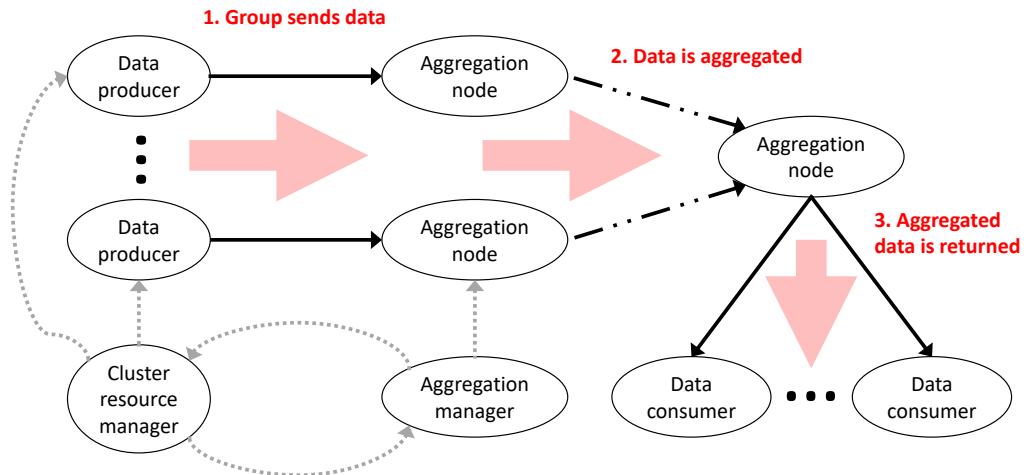 1. Group sends data
Data
producer
Aggregation
node
2. Data is aggregated
Aggregation
node
Data
producer
Aggregation
node
3. Aggregated
data is returned
Cluster
resource
manager
Aggregation
manager
Data
consumer
Data
consumer